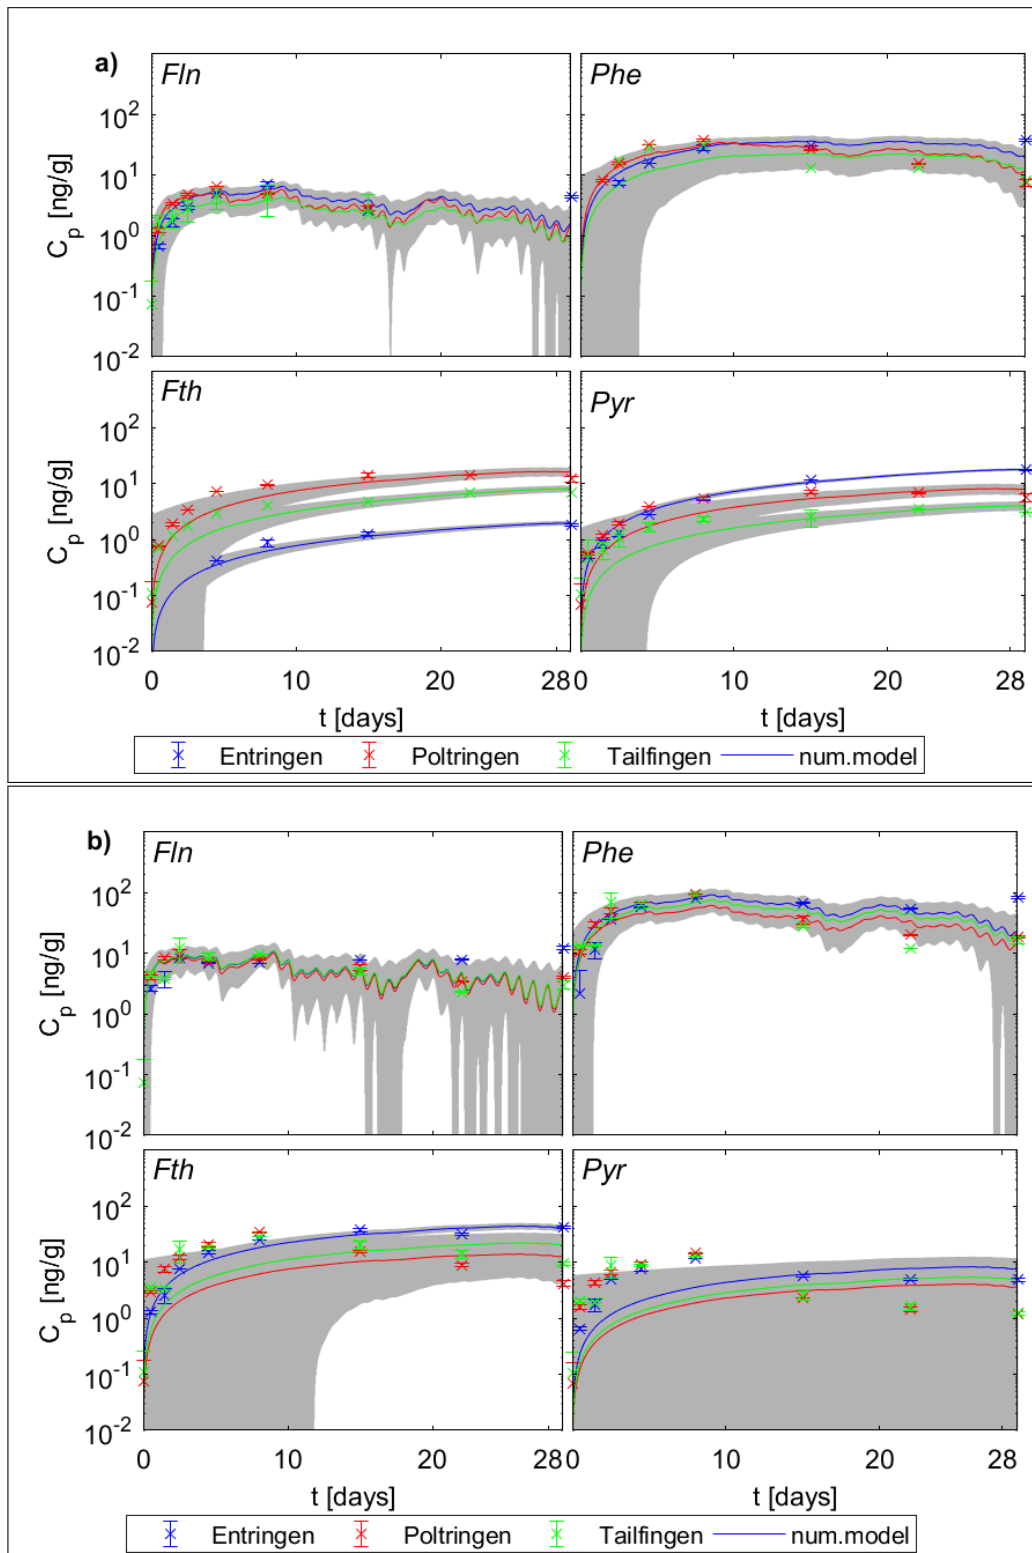 a)
Fln
Phe
C_p [ng/g]
10^2
10^1
10^0
10^-1
10^-2
Fth
Pyr
C_p [ng/g]
10^2
10^1
10^0
10^-1
10^-2
0 10 20 28 0 10 20 28
t [days] t [days]
Entringen Poltringen Tailfingen num.model
b)
Fln
Phe
C_p [ng/g]
10^2
10^1
10^0
10^-1
10^-2
Fth
Pyr
C_p [ng/g]
10^2
10^1
10^0
10^-1
10^-2
0 10 20 28 0 10 20 28
t [days] t [days]
Entringen Poltringen Tailfingen num.model